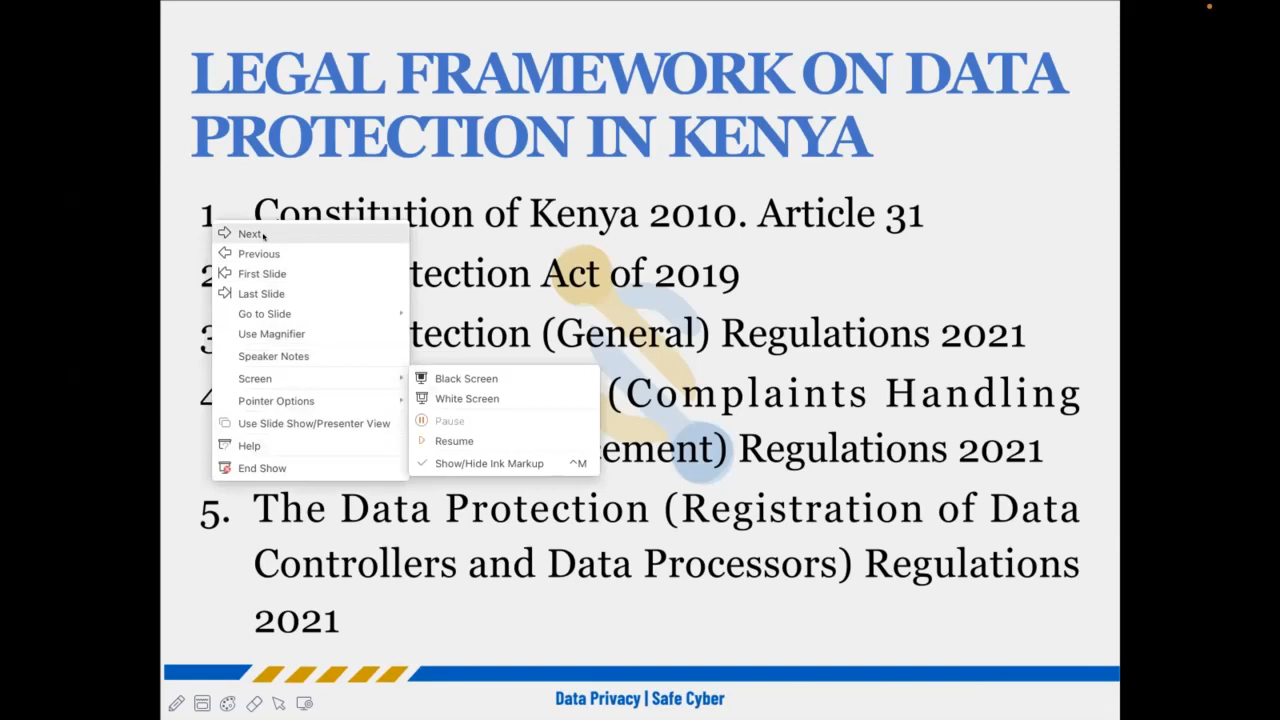 LEGAL FRAMEWORK ON DATA
PROTECTION IN KENYA
1. Constitution of Kenya 2010. Article 31
2 tection Act of 2019
3 tection (General) Regulations 2021
4 (Complaints Handling
ement) Regulations 2021
5. The Data Protection (Registration of Data
Controllers and Data Processors) Regulations
2021
Next
Previous
First Slide
Last Slide
Go to Slide
Use Magnifier
Speaker Notes
Screen
Pointer Options
Use Slide Show/Presenter View
Help
End Show
Black Screen
White Screen
Pause
Resume
Show/Hide Ink Markup ^M
Data Privacy | Safe Cyber